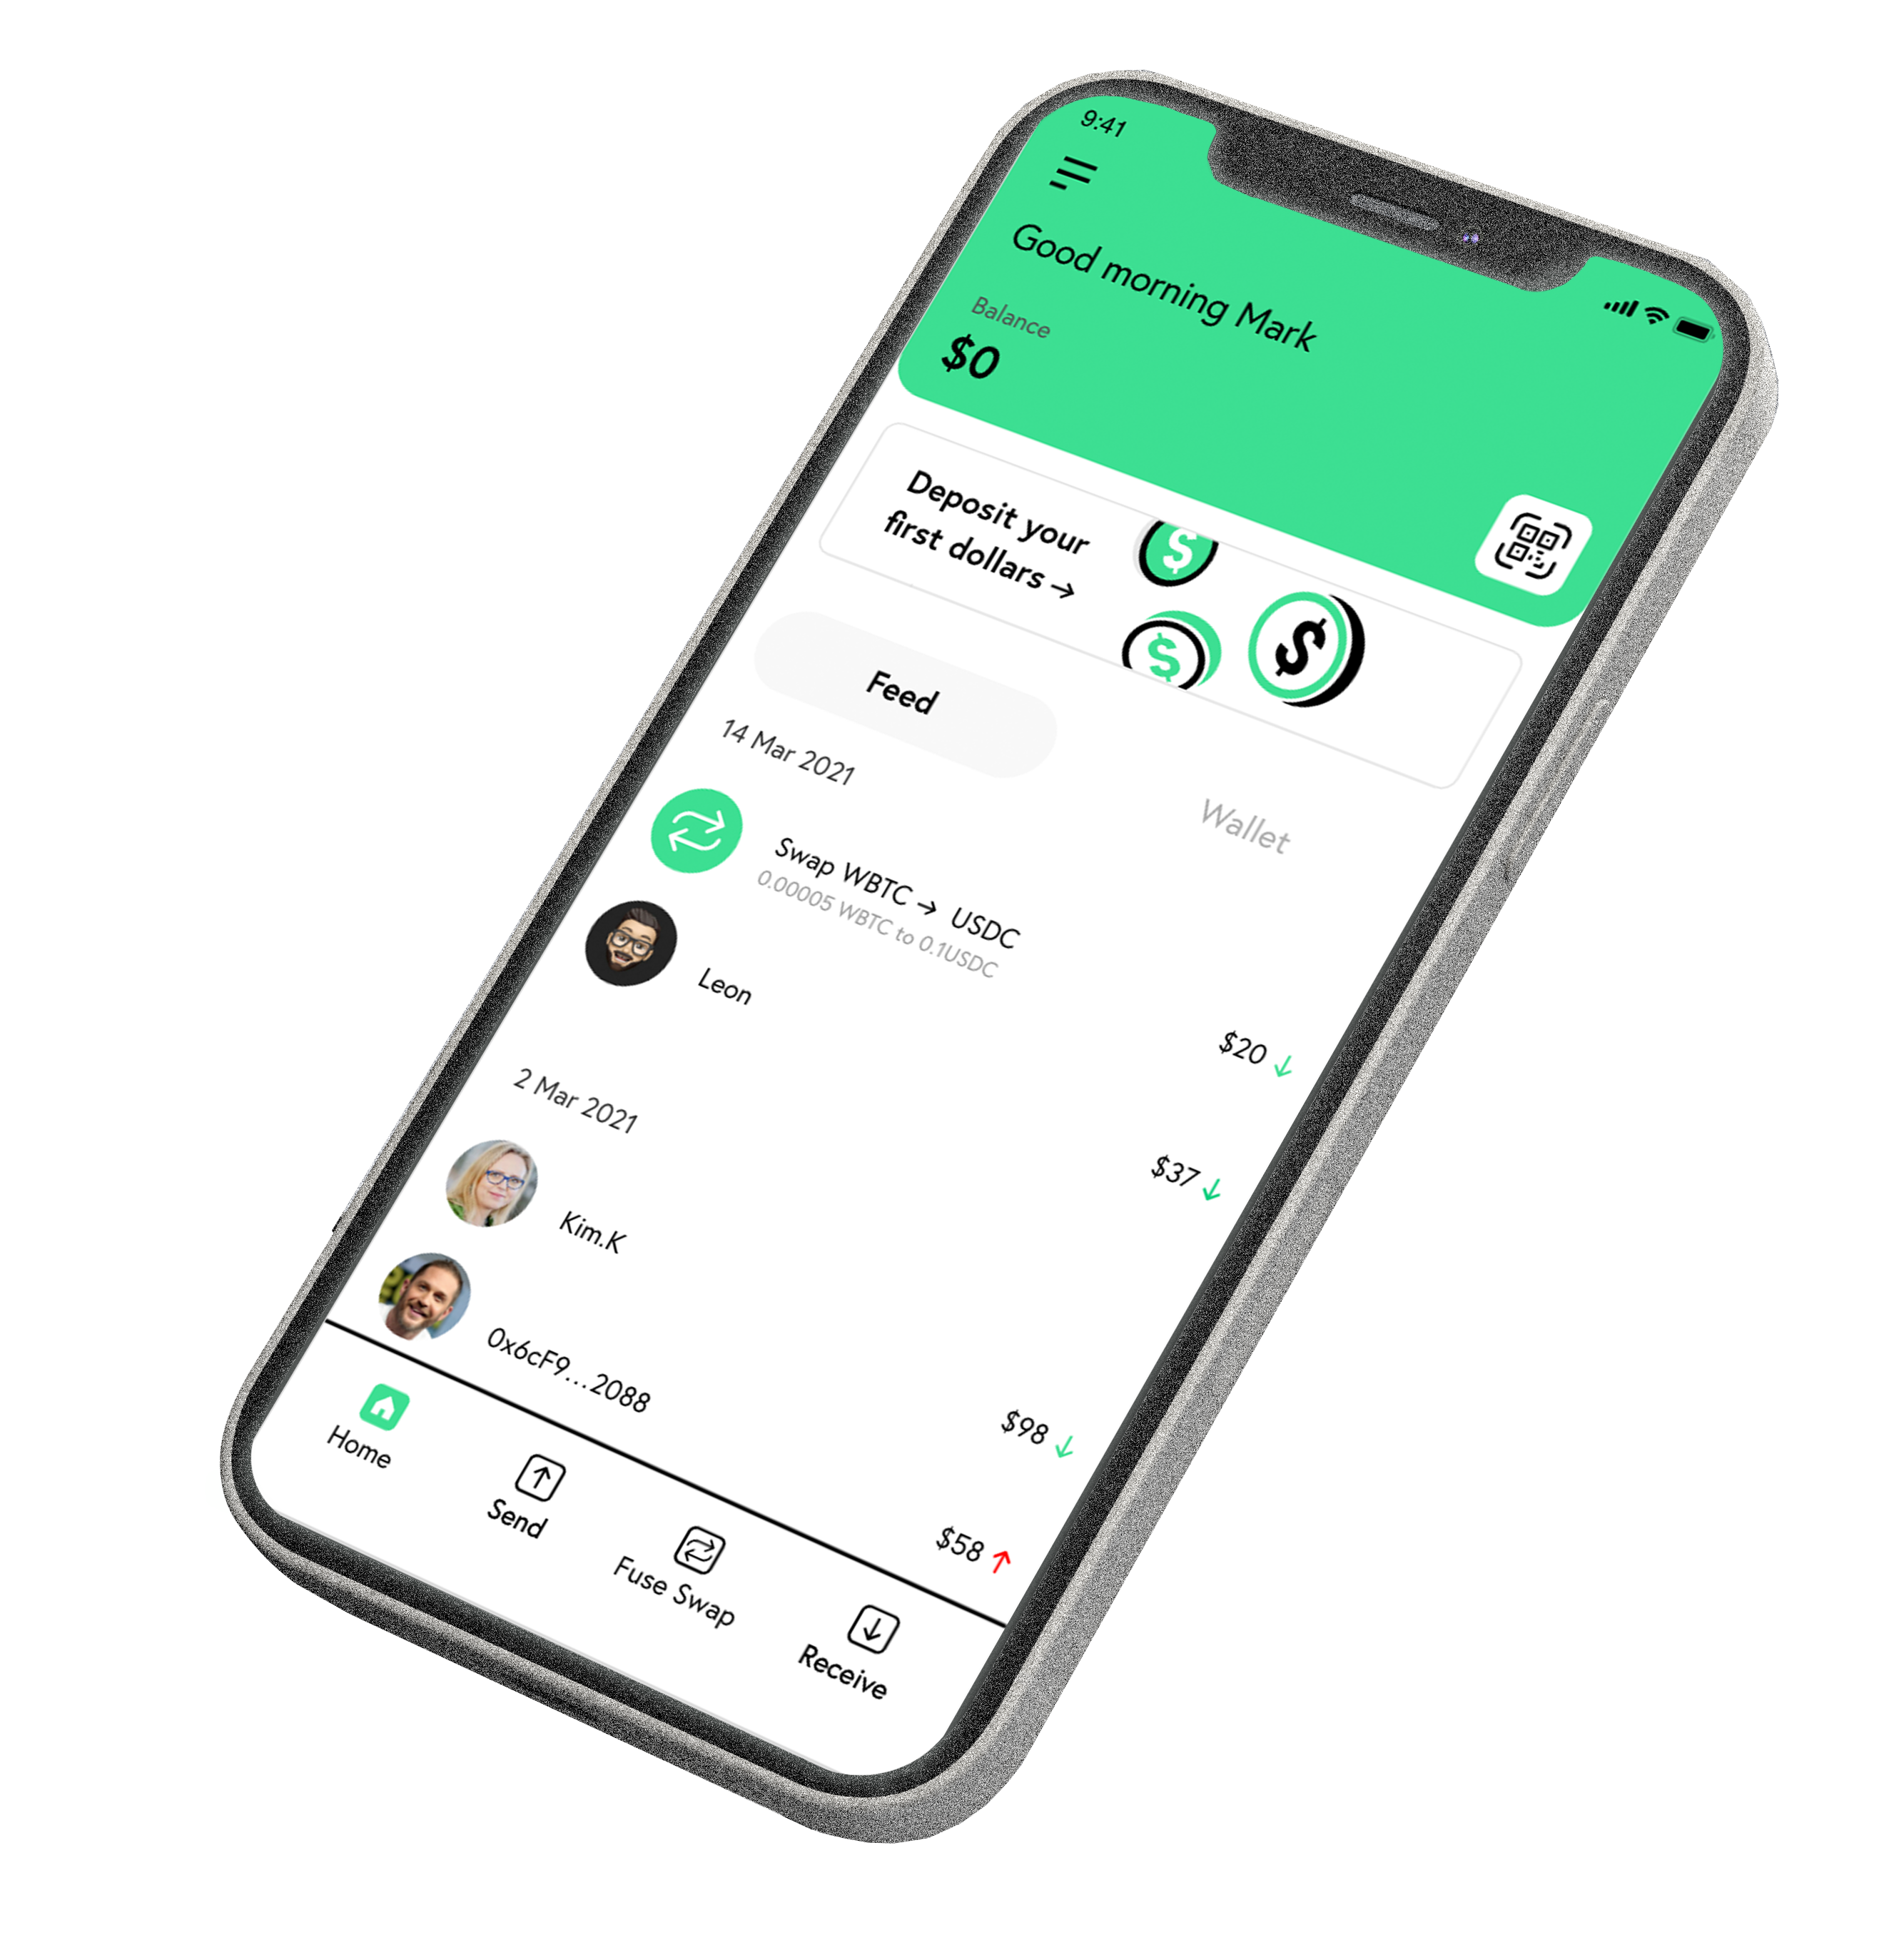 9:41
Good morning Mark
Balance
$0
Deposit your
first dollars →
Feed
Wallet
14 Mar 2021
Swap WBTC → USDC
0.00005 WBTC to 0.1USDC
$20 ↓
Leon
$37 ↓
2 Mar 2021
Kim.K
$98 ↓
0x6cF9...2088
$58 ↑
Home
Send
Fuse Swap
Receive